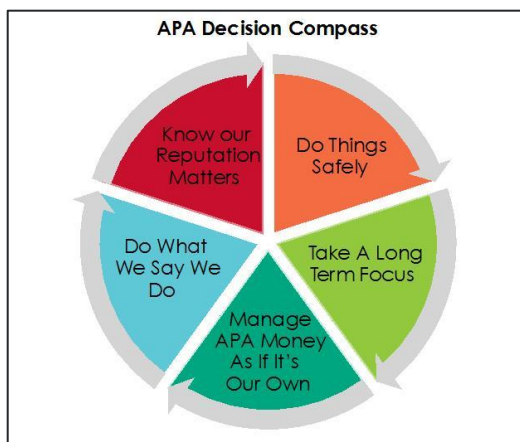 APA Decision Compass
Do Things
Safely
Take A Long
Term Focus
Manage
APA Money
As If It's
Our Own
Do What
We Say We
Do
Know our
Reputation
Matters